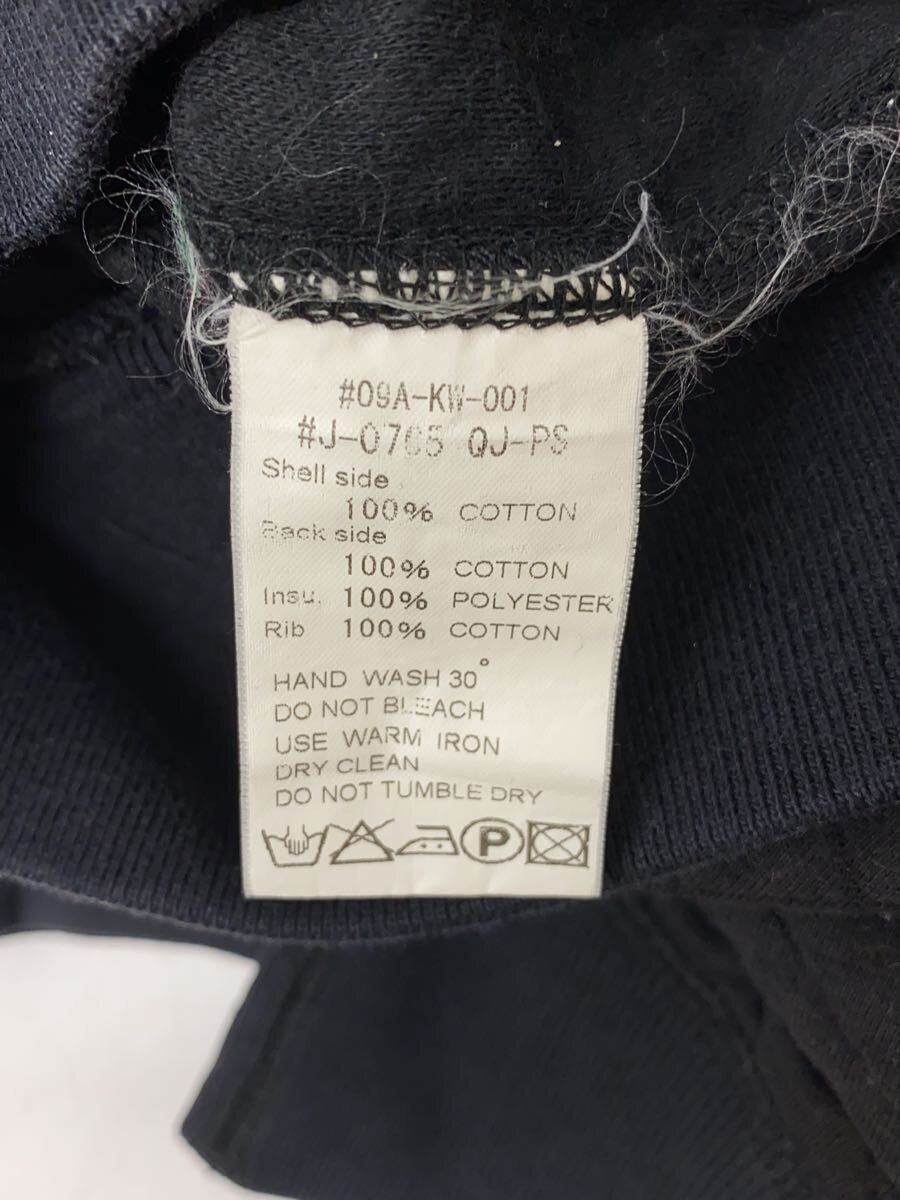 #09A-KW-001
#J-0765 QJ-PS
Shell side
100% COTTON
Back side
100% COTTON
Insu. 100% POLYESTER
Rib 100% COTTON
HAND WASH 30°
DO NOT BLEACH
USE WARM IRON
DRY CLEAN
DO NOT TUMBLE DRY
P